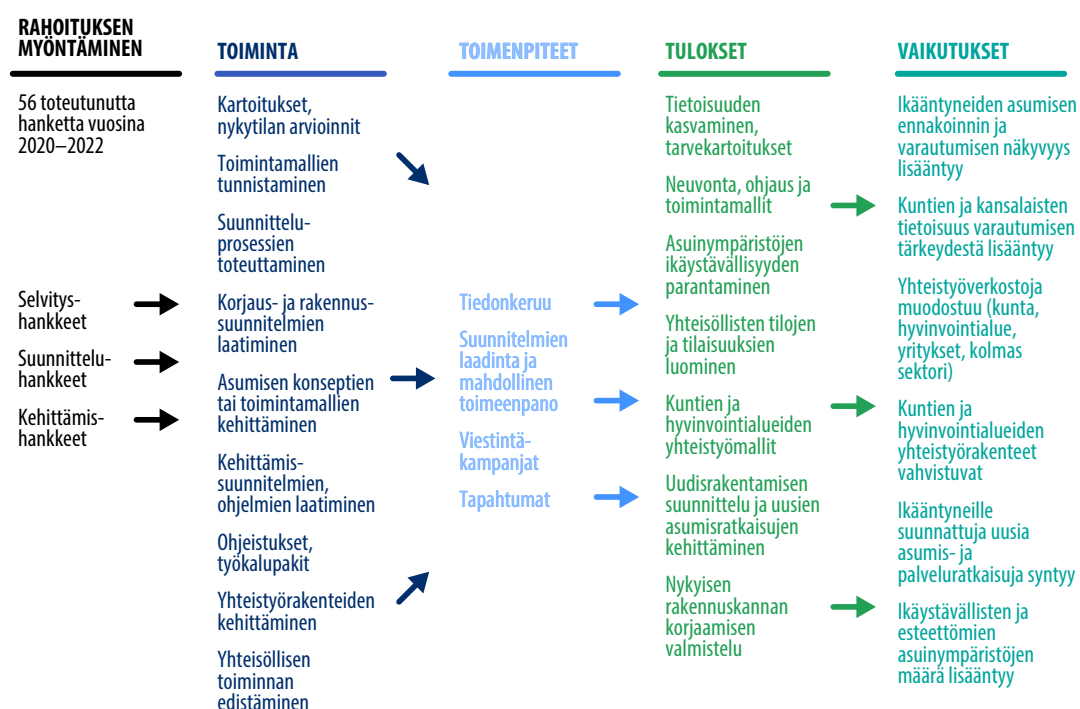 RAHOITUKSEN
MYÖNTÄMINEN
56 toteutunutta
hanketta vuosina
2020–2022
Selvitys-
hankkeet
Suunnittelu-
hankkeet
Kehittämis-
hankkeet
TOIMINTA
Kartoitukset,
nykytilan arvioinnit
Toimintamallien
tunnistaminen
Suunnittelu-
prosessien
toteuttaminen
Korjaus- ja rakennus-
suunnitelmien
laatiminen
Asumisen konseptien
tai toimintamallien
kehittäminen
Kehittämis-
suunnitelmien,
ohjelmien laatiminen
Ohjeistukset,
työkalupakit
Yhteistyörakenteiden
kehittäminen
Yhteisöllisen
toiminnan
edistäminen
TOIMENPITEET
Tiedonkeruu
Suunnitelmien
laadinta ja
mahdollinen
toimeenpano
Viestintä-
kampanjat
Tapahtumat
TULOKSET
Tietoisuuden
kasvaminen,
tarvekartoitukset
Neuvonta, ohjaus ja
toimintamallit
Asuinympäristöjen
ikäystävällisyyden
parantaminen
Yhteisöllisten tilojen
ja tilaisuuksien
luominen
Kuntien ja
hyvinvointialueiden
yhteistyömallit
Uudisrakentamisen
suunnittelu ja uusien
asumisratkaisujen
kehittäminen
Nykyisen
rakennuskannan
korjaamisen
valmistelu
VAIKUTUKSET
Ikääntyneiden asumisen
ennakoinnin ja
varautumisen näkyvyys
lisääntyy
Kuntien ja kansalaisten
tietoisuus varautumisen
tärkeydestä lisääntyy
Yhteistyöverkostoja
muodostuu (kunta,
hyvinvointialue,
yritykset, kolmas
sektori)
Kuntien ja
hyvinvointialueiden
yhteistyörakenteet
vahvistuvat
Ikääntyneille
suunnattuja uusia
asumis- ja
palveluratkaisuja syntyy
Ikäystävällisten ja
esteettömien
asuinympäristöjen
määrä lisääntyy